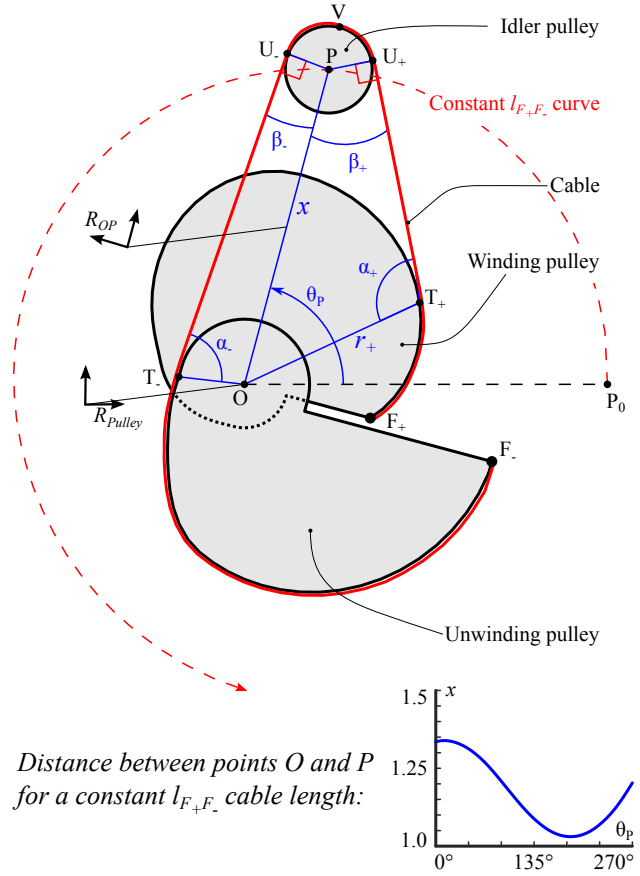 V
Idler pulley
U-
P
U+
Constant lF+F- curve
β-
β+
Cable
x
ROP
α+
Winding pulley
θP
T+
α-
r+
T-
O
P0
RPulley
F+
F-
Unwinding pulley
1.5
x
Distance between points O and P
for a constant lF+F- cable length:
1.25
1.0
θP
0°
135°
270°